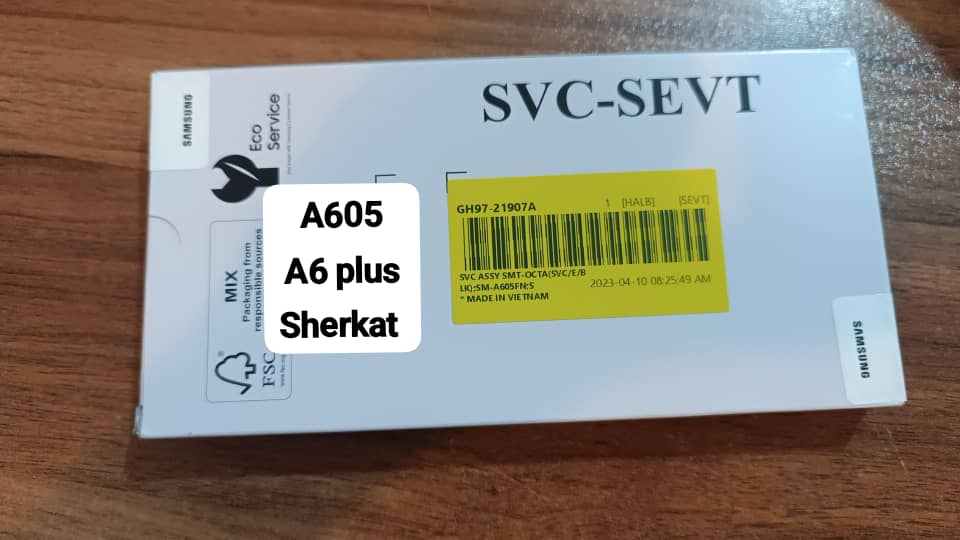 SVC-SEVT
SAMSUNG
Eco
Service
A605
A6 plus
Sherkat
GH97-21907A 1 [HALB] [SEVT]
SVC ASSY SMT-OCTA(SVC/E/B
LK);SM-A605FN;S
2023-04-10 08:25:49 AM
* MADE IN VIETNAM
MIX
Packaging from
responsible sources
FSC
SAMSUNG